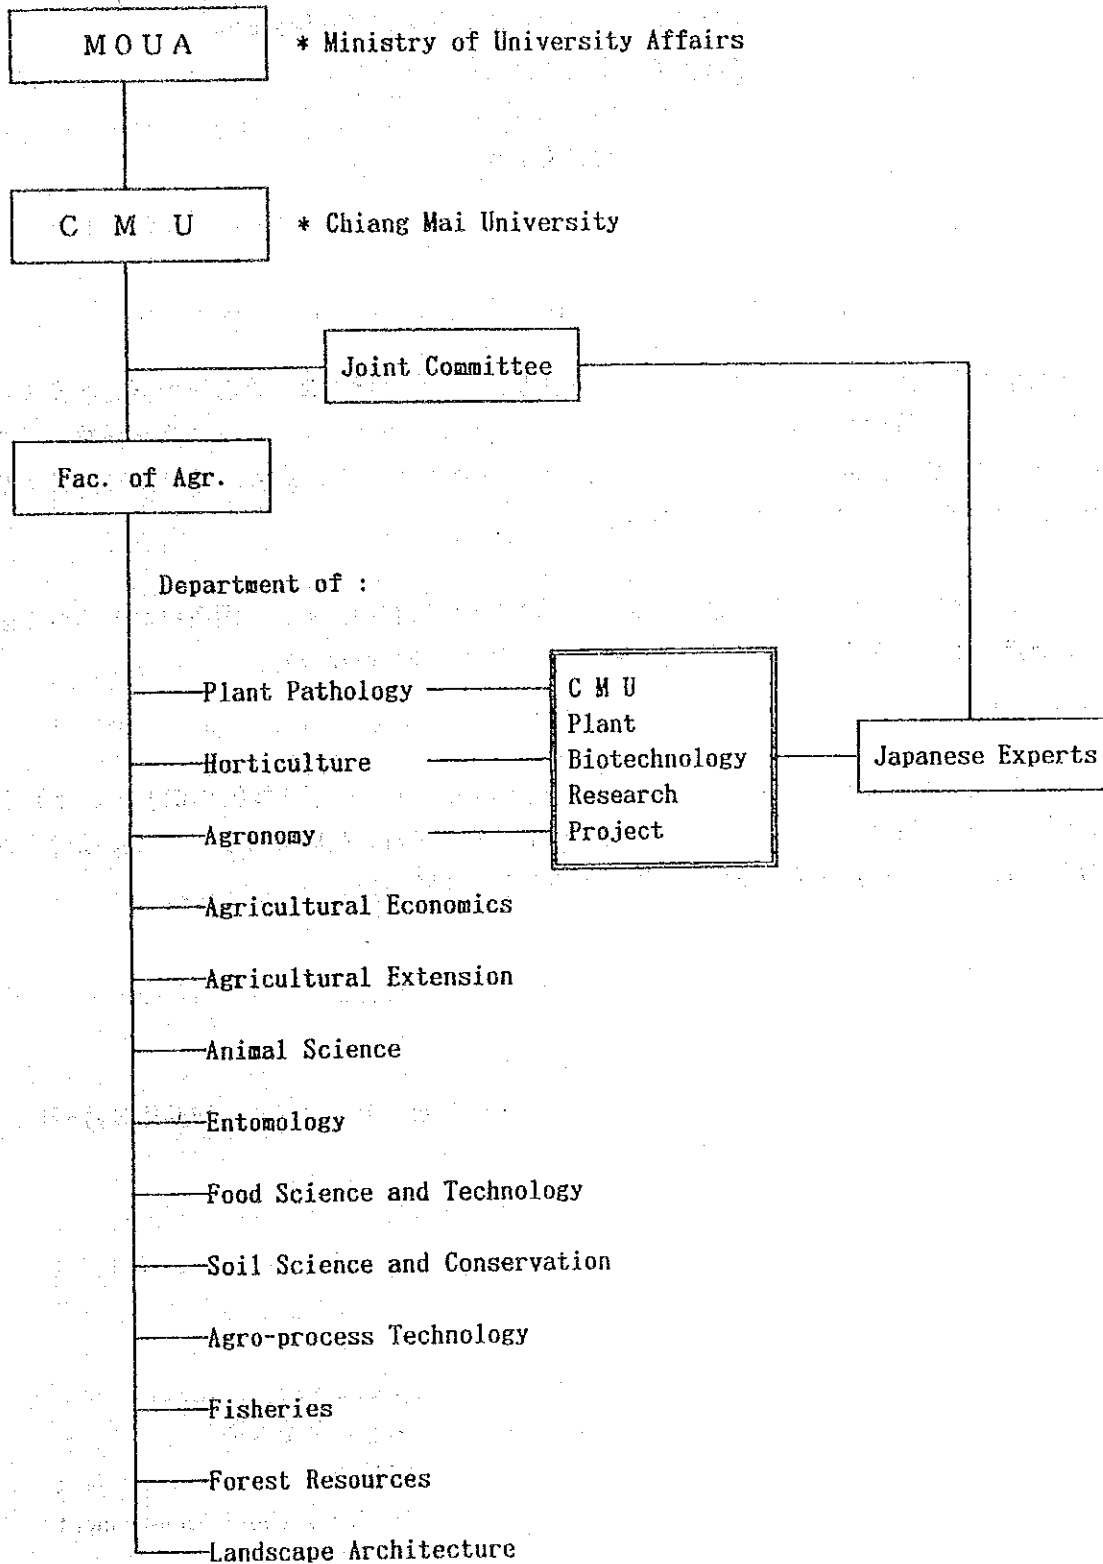 MOUA * Ministry of University Affairs
C M U * Chiang Mai University
Joint Committee
Fac. of Agr.
Department of :
Plant Pathology
Horticulture
Agronomy
C M U
Plant
Biotechnology
Research
Project
Japanese Experts
Agricultural Economics
Agricultural Extension
Animal Science
Entomology
Food Science and Technology
Soil Science and Conservation
Agro-process Technology
Fisheries
Forest Resources
Landscape Architecture